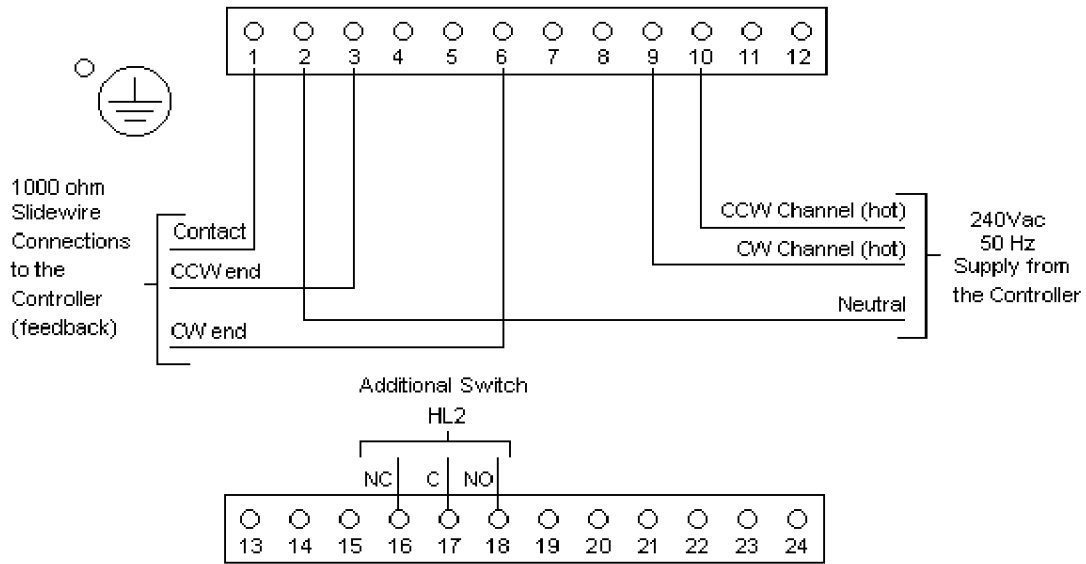 1 2 3 4 5 6 7 8 9 10 11 12
1000 ohm
Slidewire
Connections
to the
Controller
(feedback)
Contact
CCW end
CW end
CCW Channel (hot)
CW Channel (hot)
Neutral
240Vac
50 Hz
Supply from
the Controller
Additional Switch
HL2
NC C NO
13 14 15 16 17 18 19 20 21 22 23 24